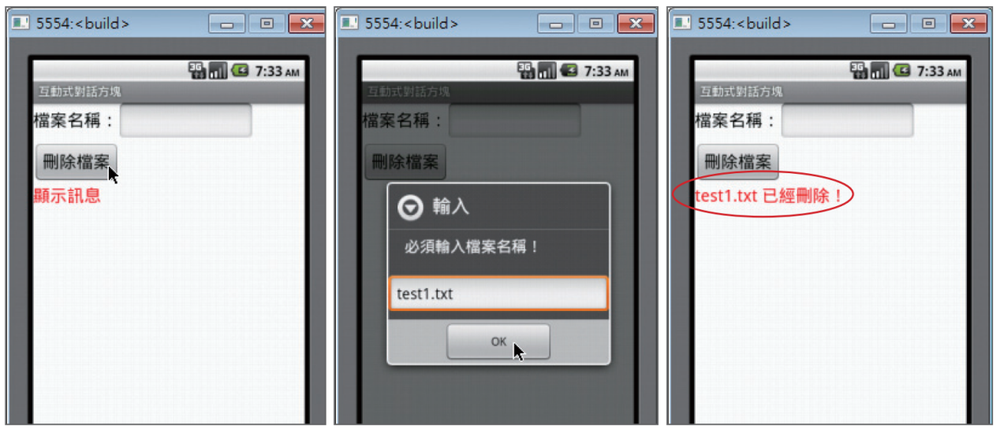 5554:<build>
3G
7:33 AM
互動式對話方塊
檔案名稱：
刪除檔案
顯示訊息
5554:<build>
3G
7:33 AM
互動式對話方塊
檔案名稱：
刪除檔案
輸入
必須輸入檔案名稱！
test1.txt
OK
5554:<build>
3G
7:33 AM
互動式對話方塊
檔案名稱：
刪除檔案
test1.txt 已經刪除！